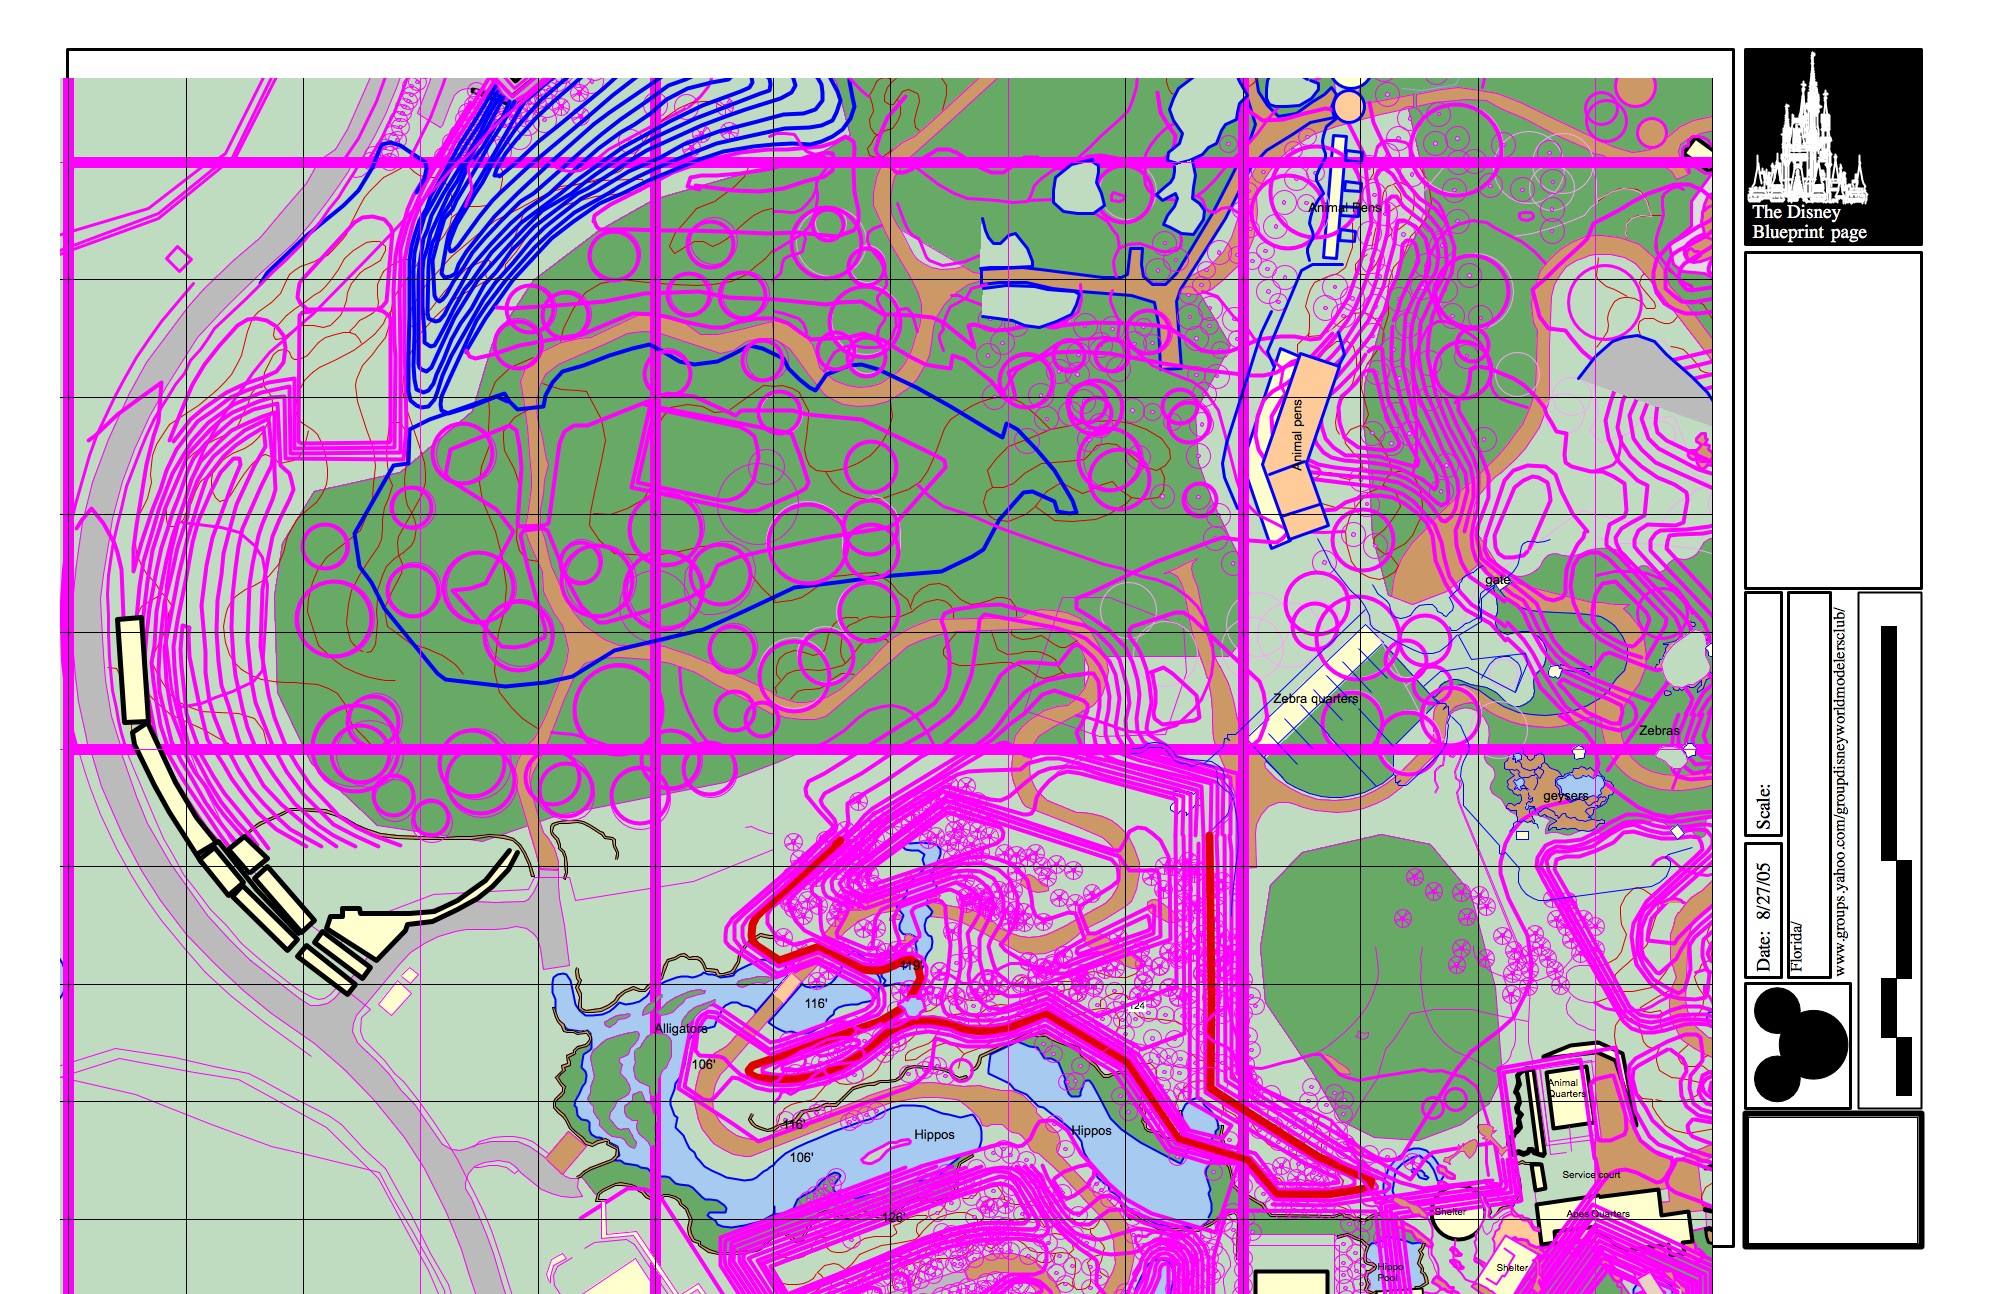 The Disney
Blueprint page
Animal Pens
Animal pens
gate
Zebra quarters
Zebras
geysers
119'
116'
124
Alligators
106'
116'
Hippos
Hippos
106'
126'
Animal
Quarters
Service court
Shelter
Apes Quarters
Hippo
Pool
Shelter
Scale:
Date: 8/27/05
Florida/
www.groups.yahoo.com/groupdisneyworldmodelersclub/